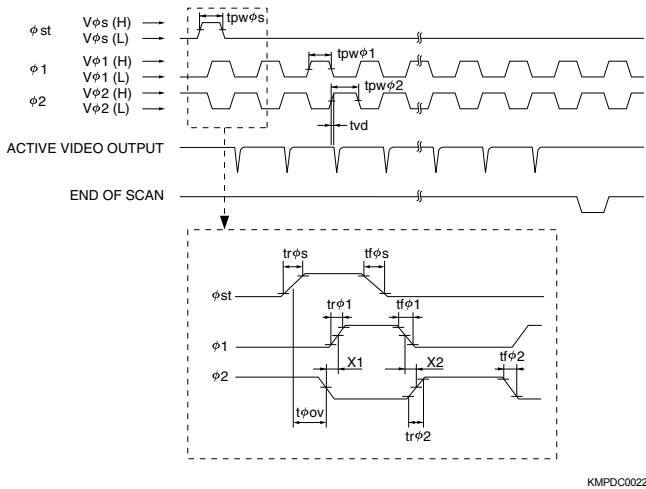 tpwφs
φst
Vφs (H)
Vφs (L)
φ1
Vφ1 (H)
Vφ1 (L)
tpwφ1
φ2
Vφ2 (H)
Vφ2 (L)
tpwφ2
tvd
ACTIVE VIDEO OUTPUT
END OF SCAN
trφs
tfφs
φst
trφ1
tfφ1
φ1
X1
X2
tfφ2
φ2
tφov
trφ2
KMPDC0022